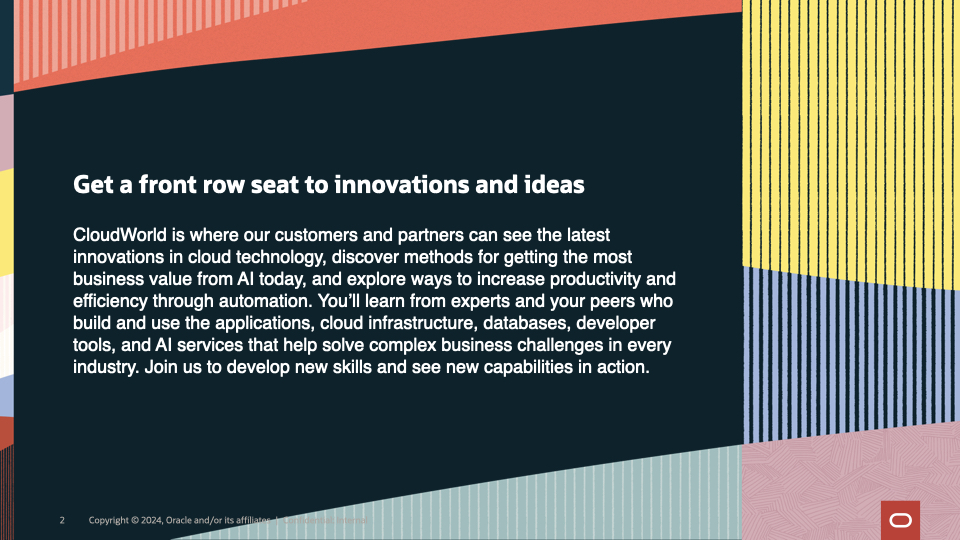 Get a front row seat to innovations and ideas
CloudWorld is where our customers and partners can see the latest
innovations in cloud technology, discover methods for getting the most
business value from AI today, and explore ways to increase productivity and
efficiency through automation. You’ll learn from experts and your peers who
build and use the applications, cloud infrastructure, databases, developer
tools, and AI services that help solve complex business challenges in every
industry. Join us to develop new skills and see new capabilities in action.
2 Copyright © 2024, Oracle and/or its affiliates | Confidential: Internal